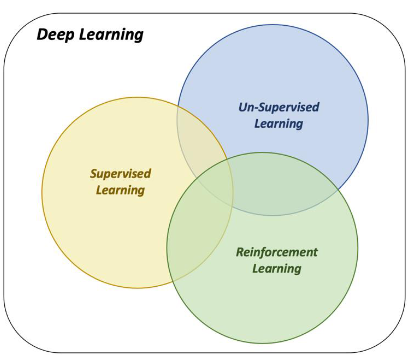 Deep Learning
Un-Supervised
Learning
Supervised
Learning
Reinforcement
Learning